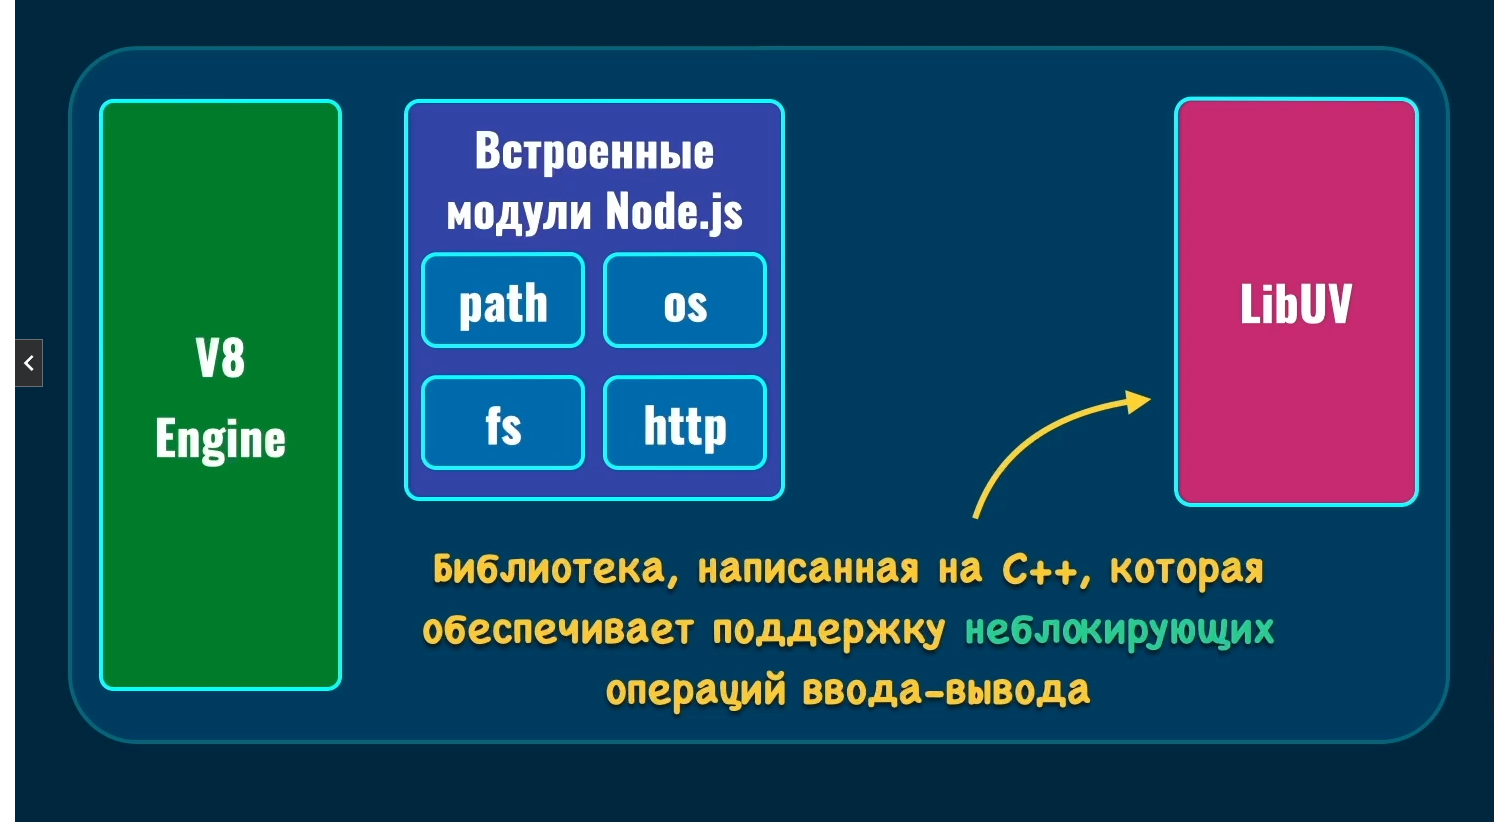 V8
Engine
Встроенные
модули Node.js
path
os
fs
http
LibUV
Библиотека, написанная на C++, которая
обеспечивает поддержку неблокирующих
операций ввода-вывода